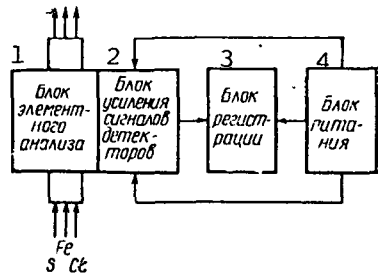 1
2
3
4
Блок
элемент-
ного
анализа
Блок
усиления
сигналов
детек-
торов
Блок
регист-
рации
Блок
пита-
ния
S Fe Cl